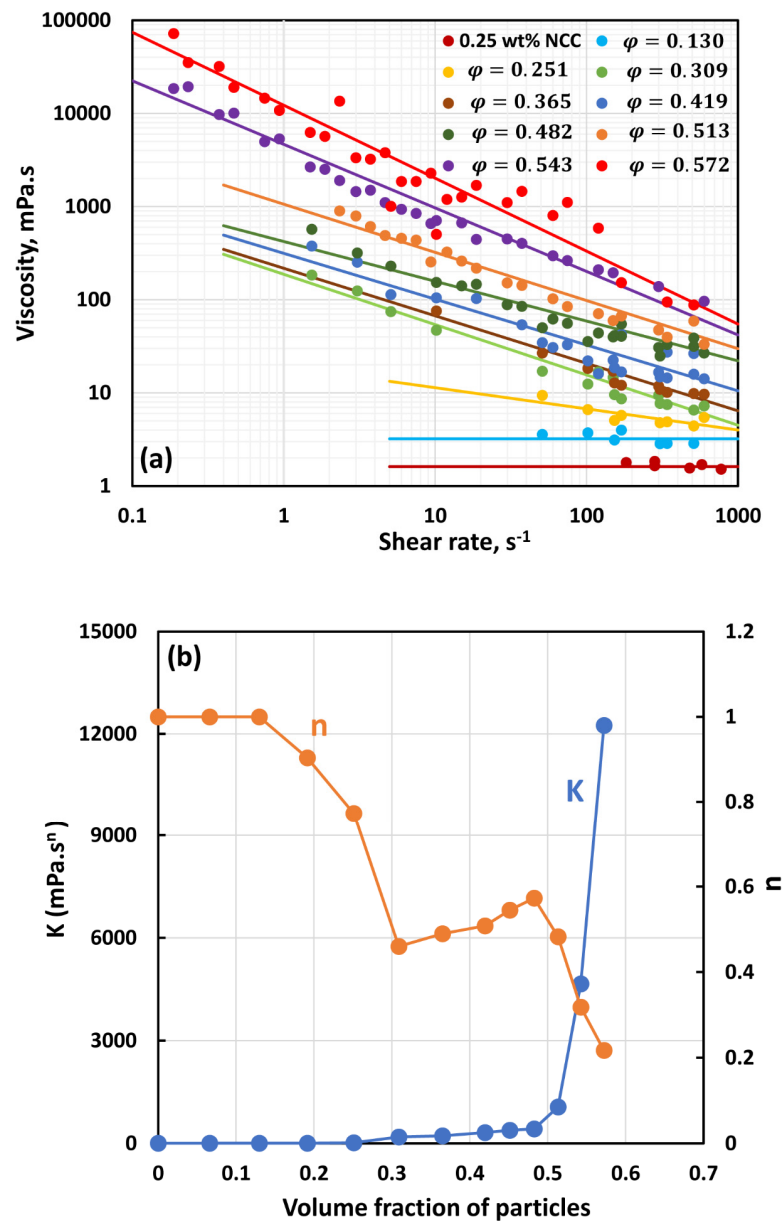 100000
10000
1000
100
10
1
Viscosity, mPa.s
0.25 wt% NCC
φ = 0.130
φ = 0.251
φ = 0.309
φ = 0.365
φ = 0.419
φ = 0.482
φ = 0.513
φ = 0.543
φ = 0.572
(a)
0.1 1 10 100 1000
Shear rate, s-1
(b)
15000
12000
9000
6000
3000
0
K (mPa.sn)
n
K
1.2
1
0.8
0.6
0.4
0.2
0
n
0 0.1 0.2 0.3 0.4 0.5 0.6 0.7
Volume fraction of particles